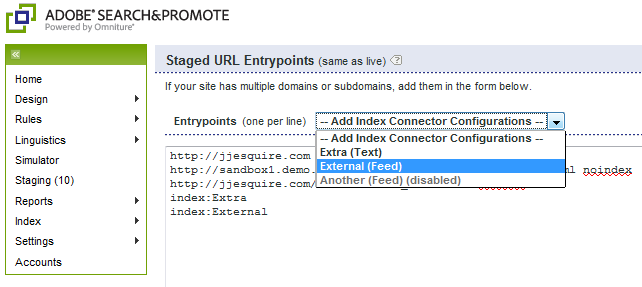 ADOBE® SEARCH&PROMOTE
Powered by Omniture®
Home
Design
Rules
Linguistics
Simulator
Staging (10)
Reports
Index
Settings
Accounts
Staged URL Entrypoints (same as live)
If your site has multiple domains or subdomains, add them in the form below.
Entrypoints (one per line) -- Add Index Connector Configurations --
-- Add Index Connector Configurations --
Extra (Text)
External (Feed)
Another (Feed) (disabled)
http://jjesquire.com
http://sandbox1.demo. noindex
http://jjesquire.com/
index:Extra
index:External